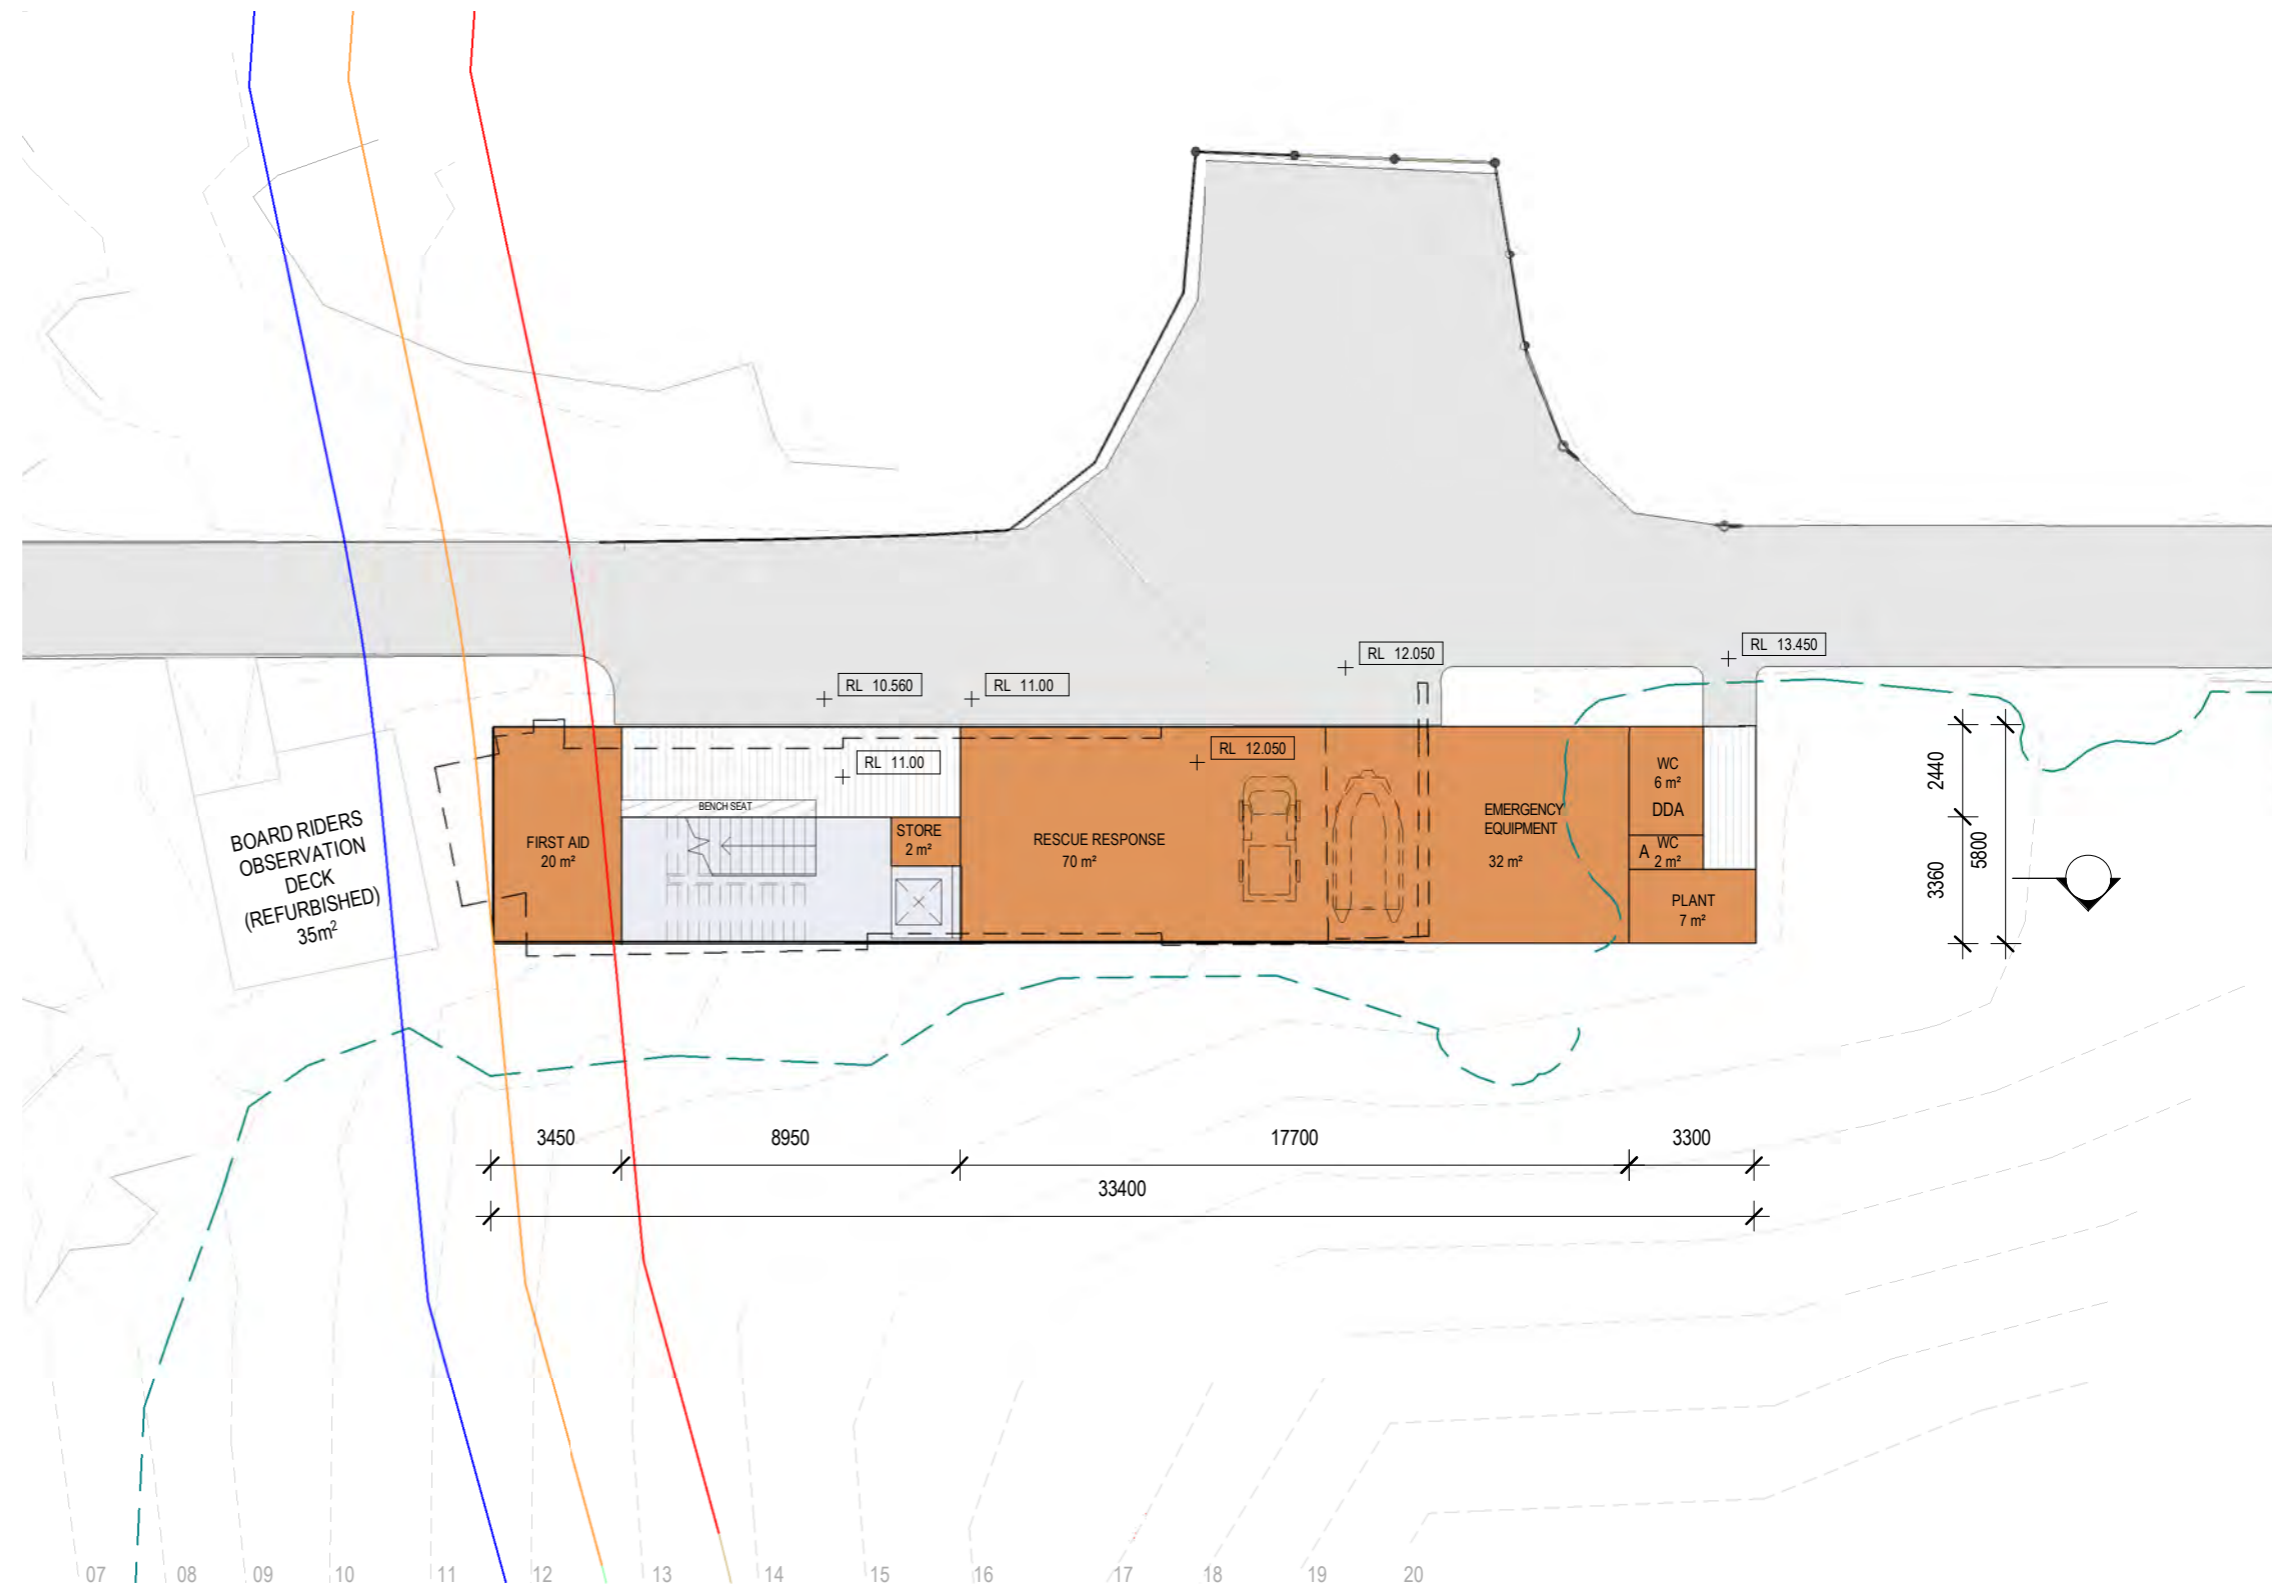 RL 13.450
RL 12.050
RL 10.560
RL 11.00
RL 12.050
RL 11.00
BENCH SEAT
WC
6 m²
DDA
BOARD RIDERS
OBSERVATION
DECK
(REFURBISHED)
35m²
FIRST AID
20 m²
STORE
2 m²
RESCUE RESPONSE
70 m²
EMERGENCY
EQUIPMENT
32 m²
A
WC
2 m²
PLANT
7 m²
2440
3360
5800
3450
8950
17700
3300
33400
07
08
09
10
11
12
13
14
15
16
17
18
19
20